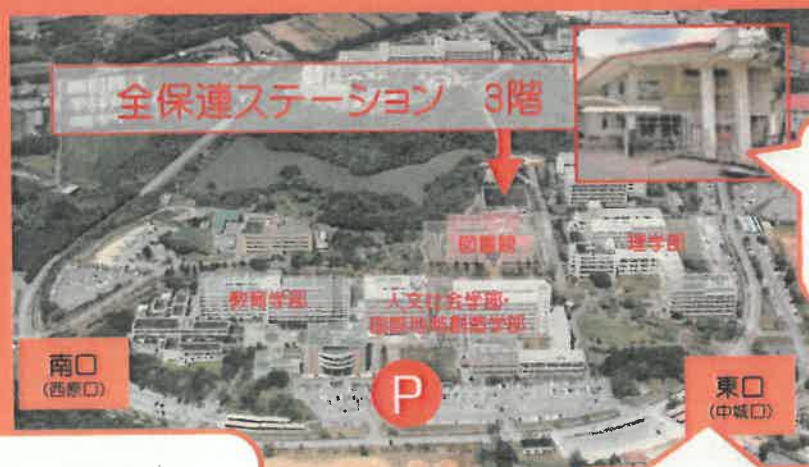 全保連ステーション 3階
図書館
理学部
教育学部
人文社会学部・
国際地域創造学部
南口
(西原口)
P
東口
(中城口)